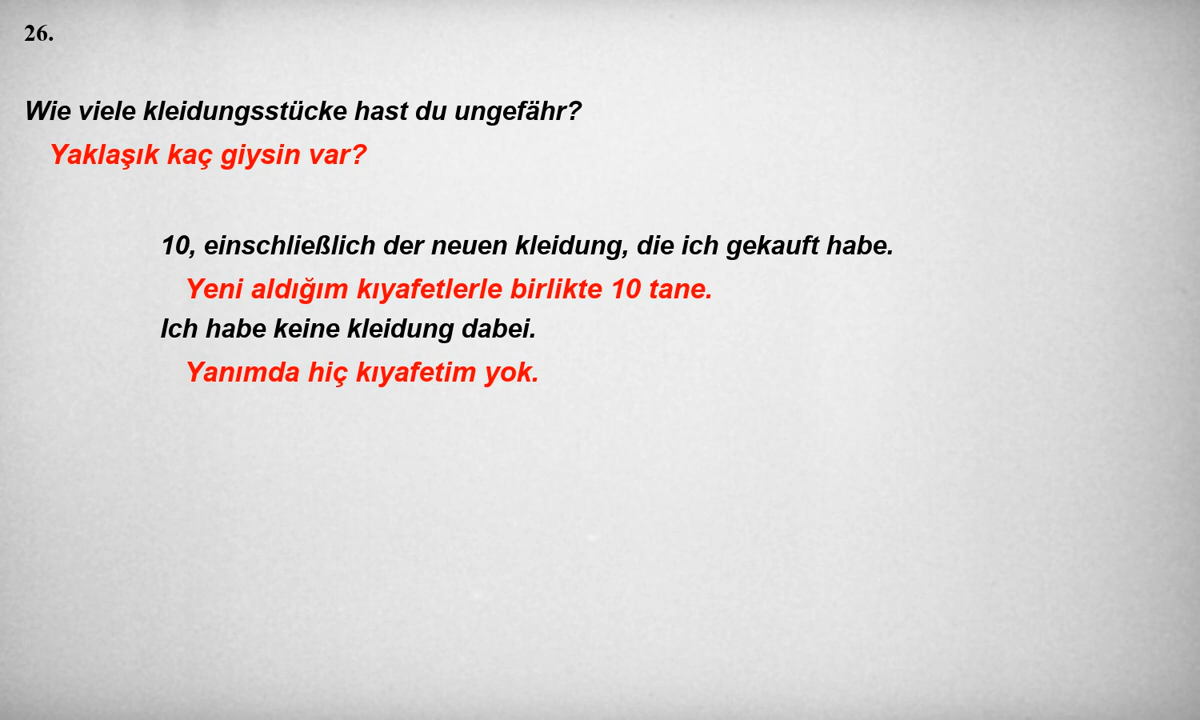 26.
Wie viele kleidungsstücke hast du ungefähr?
Yaklaşık kaç giysin var?
10, einschließlich der neuen kleidung, die ich gekauft habe.
Yeni aldığım kıyafetlerle birlikte 10 tane.
Ich habe keine kleidung dabei.
Yanımda hiç kıyafetim yok.